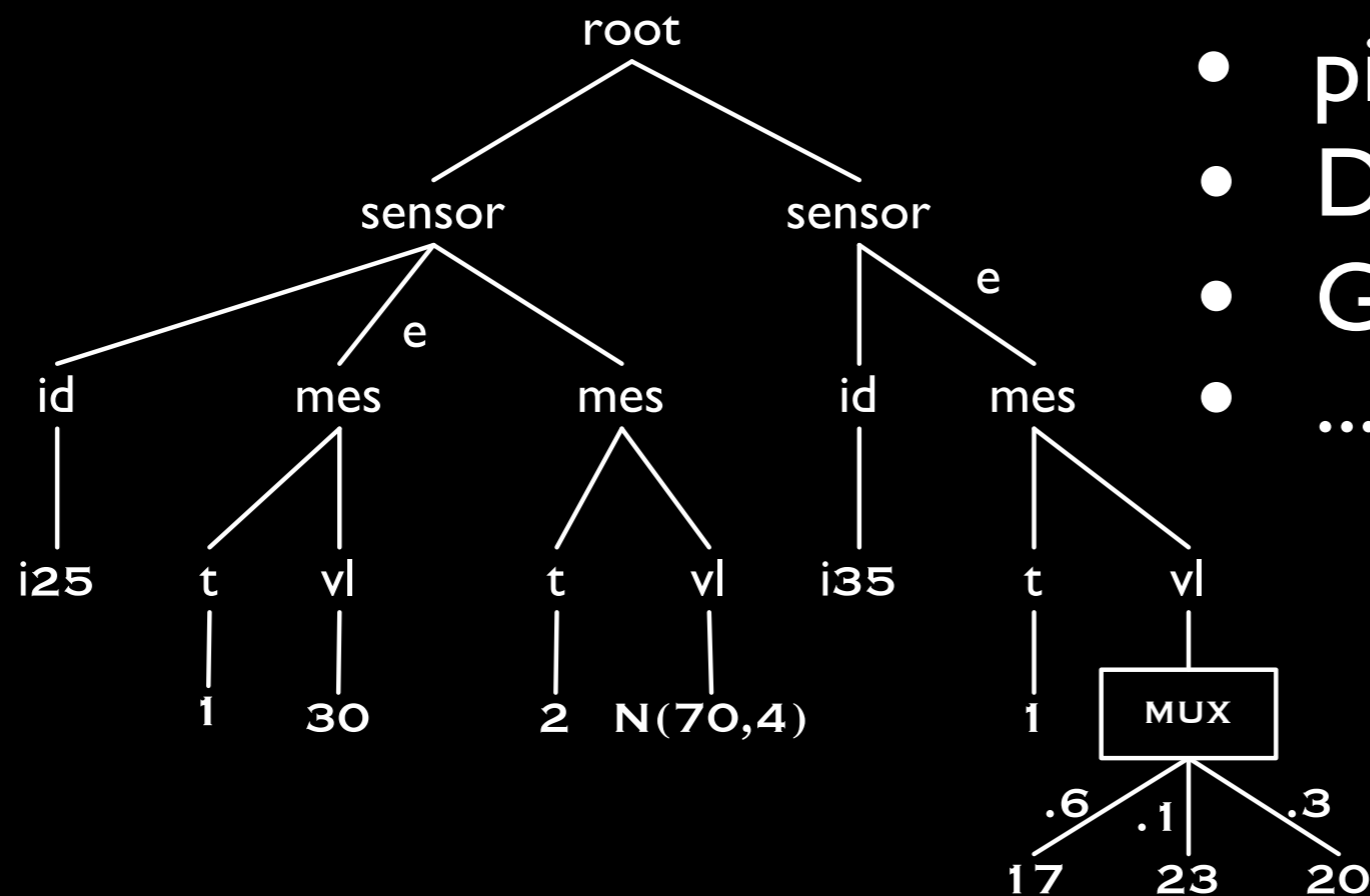 root
sensor sensor
e
e
id mes mes id mes
i25 t vl t vl i35 t vl
1 30 2 N(70,4) 1 MUX
.6 .1 .3
17 23 20
•
•
•
• ...